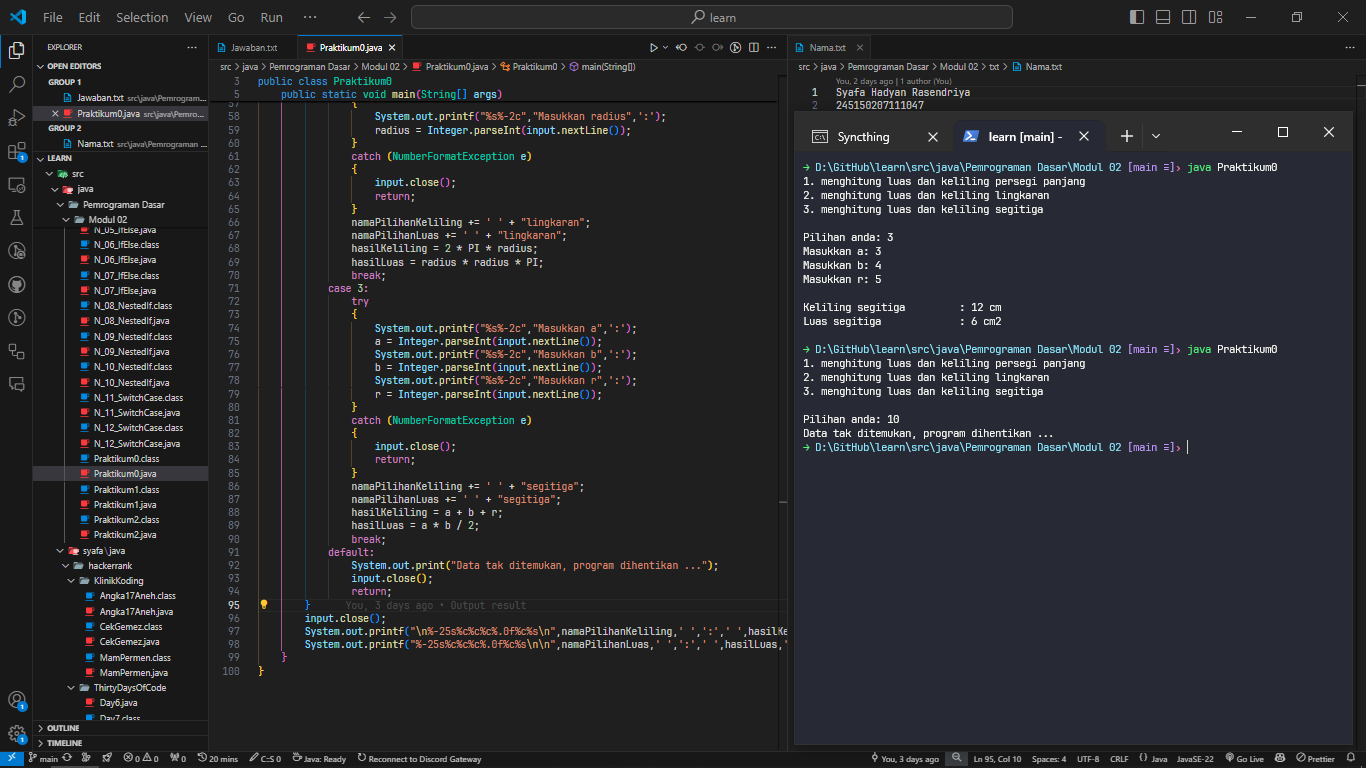 File Edit Selection View Go Run ··· learn
EXPLORER ···
OPEN EDITORS
GROUP 1
Jawaban.txt src\java\Pemrogram...
Praktikum0.java src\java\Pemro...
GROUP 2
Nama.txt src\java\Pemrograman ...
LEARN
src
java
Pemrograman Dasar
Modul 02
N_05_IfElse.java
N_06_IfElse.class
N_06_IfElse.java
N_07_IfElse.class
N_07_IfElse.java
N_08_NestedIf.class
N_08_NestedIf.java
N_09_NestedIf.class
N_09_NestedIf.java
N_10_NestedIf.class
N_10_NestedIf.java
N_11_SwitchCase.class
N_11_SwitchCase.java
N_12_SwitchCase.class
N_12_SwitchCase.java
Praktikum0.class
Praktikum0.java
Praktikum1.class
Praktikum1.java
Praktikum2.class
Praktikum2.java
syafa\java
hackerrank
KlinikKoding
Angka17Aneh.class
Angka17Aneh.java
CekGemez.class
CekGemez.java
MamPermen.class
MamPermen.java
ThirtyDaysOfCode
Day6.java
Day7.class
OUTLINE
TIMELINE
Jawaban.txt Praktikum0.java
src > java > Pemrograman Dasar > Modul 02 > Praktikum0.java > Praktikum0 > main(String[])
3 public class Praktikum0
5 public static void main(String[] args)
57 {
58 System.out.printf("%s%-2c","Masukkan radius",':');
59 radius = Integer.parseInt(input.nextLine());
60 }
61 catch (NumberFormatException e)
62 {
63 input.close();
64 return;
65 }
66 namaPilihanKeliling += ' ' + "lingkaran";
67 namaPilihanLuas += ' ' + "lingkaran";
68 hasilKeliling = 2 * PI * radius;
69 hasilLuas = radius * radius * PI;
70 break;
71 case 3:
72 try
73 {
74 System.out.printf("%s%-2c","Masukkan a",':');
75 a = Integer.parseInt(input.nextLine());
76 System.out.printf("%s%-2c","Masukkan b",':');
77 b = Integer.parseInt(input.nextLine());
78 System.out.printf("%s%-2c","Masukkan r",':');
79 r = Integer.parseInt(input.nextLine());
80 }
81 catch (NumberFormatException e)
82 {
83 input.close();
84 return;
85 }
86 namaPilihanKeliling += ' ' + "segitiga";
87 namaPilihanLuas += ' ' + "segitiga";
88 hasilKeliling = a + b + r;
89 hasilLuas = a * b / 2;
90 break;
91 default:
92 System.out.print("Data tak ditemukan, program dihentikan ...");
93 input.close();
94 return;
95 } You, 3 days ago • Output result
96 input.close();
97 System.out.printf("\n%-25s%c%c%c%.0f%c%s\n",namaPilihanKeliling,' ',':',' ',hasilKe
98 System.out.printf("%-25s%c%c%c%.0f%c%s\n\n",namaPilihanLuas,' ',':',' ',hasilLuas,'
99 }
100 }
Nama.txt ···
src > java > Pemrograman Dasar > Modul 02 > txt > Nama.txt
You, 2 days ago | 1 author (You)
1 Syafa Hadyan Rasendriya
2 245150207111047
Syncthing learn [main] -
→ D:\GitHub\learn\src\java\Pemrograman Dasar\Modul 02 [main ≡]› java Praktikum0
1. menghitung luas dan keliling persegi panjang
2. menghitung luas dan keliling lingkaran
3. menghitung luas dan keliling segitiga
Pilihan anda: 3
Masukkan a: 3
Masukkan b: 4
Masukkan r: 5
Keliling segitiga : 12 cm
Luas segitiga : 6 cm2
→ D:\GitHub\learn\src\java\Pemrograman Dasar\Modul 02 [main ≡]› java Praktikum0
1. menghitung luas dan keliling persegi panjang
2. menghitung luas dan keliling lingkaran
3. menghitung luas dan keliling segitiga
Pilihan anda: 10
Data tak ditemukan, program dihentikan ...
→ D:\GitHub\learn\src\java\Pemrograman Dasar\Modul 02 [main ≡]›
main 0 0 0 20 mins C:S 0 Java: Ready Reconnect to Discord Gateway You, 3 days ago Ln 95, Col 10 Spaces: 4 UTF-8 CRLF {} Java JavaSE-22 Go Live Prettier